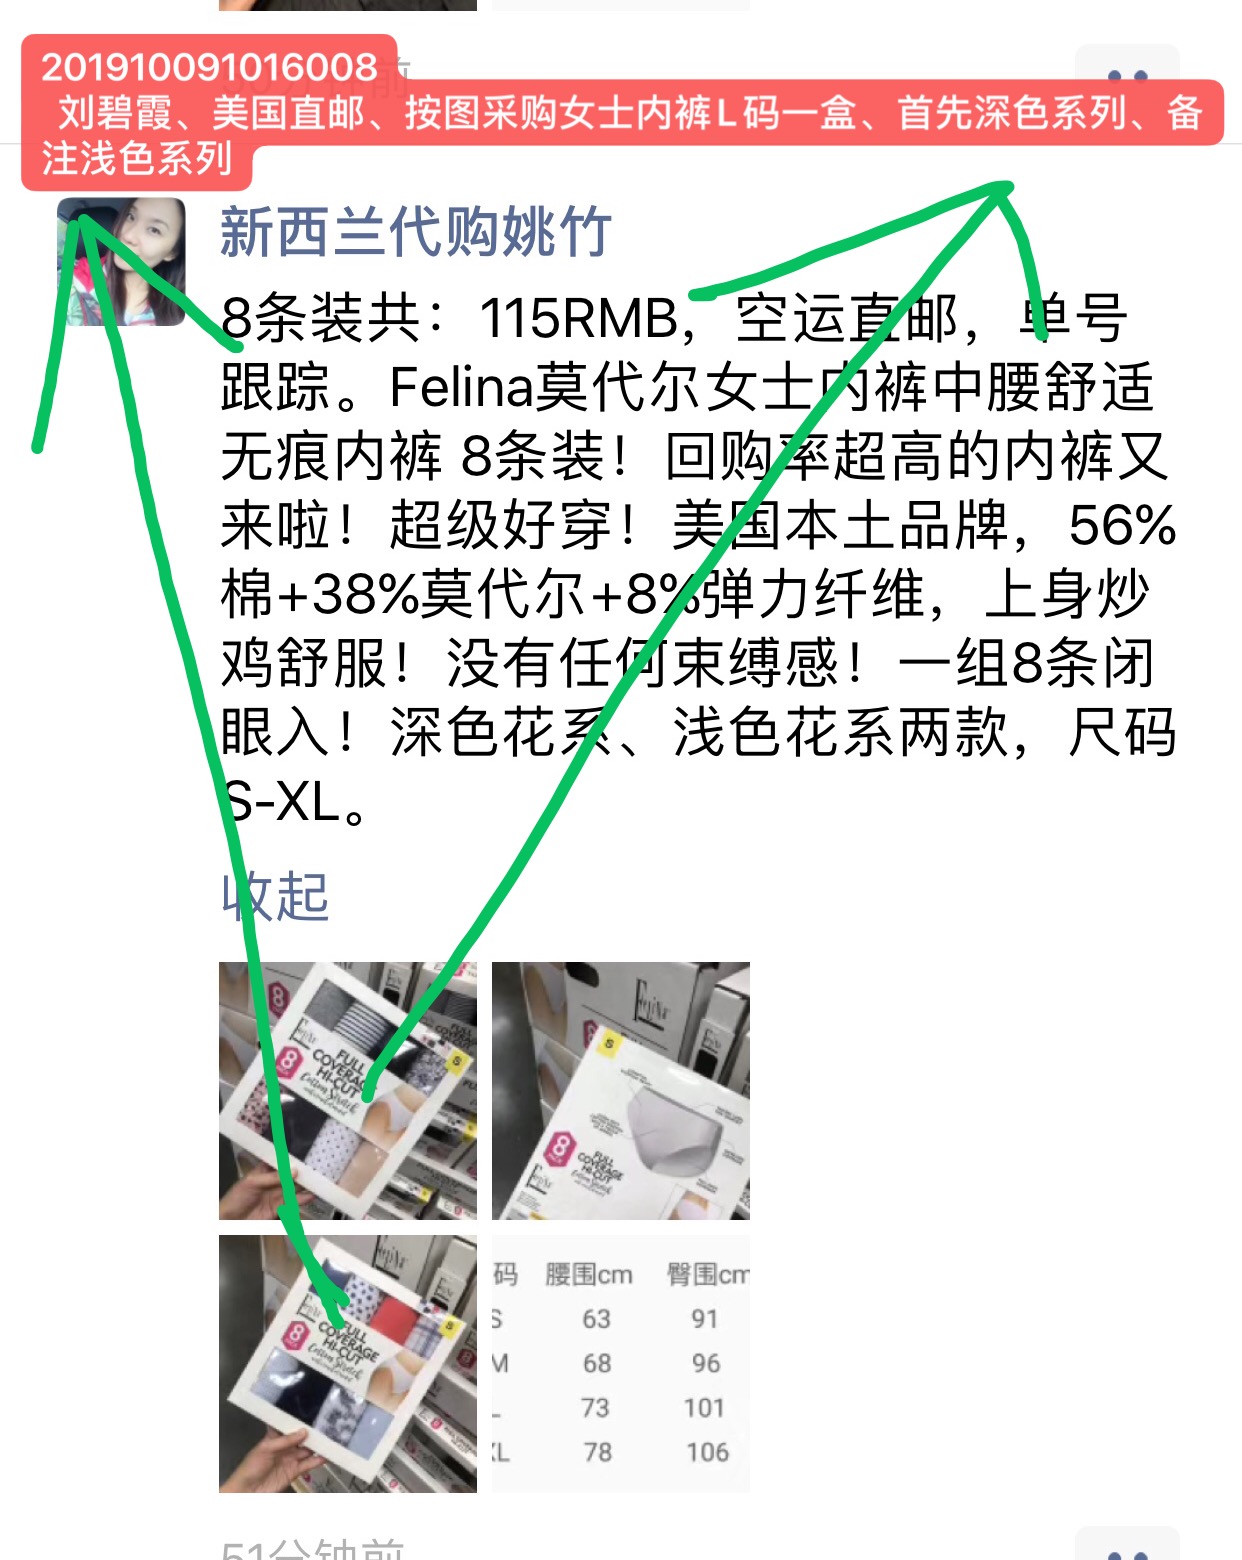 201910091016008
刘碧霞、美国直邮、按图采购女士内裤L码一盒、首先深色系列、备
注浅色系列
新西兰代购姚竹
8条装共：115RMB，空运直邮，单号
跟踪。Felina莫代尔女士内裤中腰舒适
无痕内裤 8条装！回购率超高的内裤又
来啦！超级好穿！美国本土品牌，56%
棉+38%莫代尔+8%弹力纤维，上身炒
鸡舒服！没有任何束缚感！一组8条闭
眼入！深色花系、浅色花系两款，尺码
S-XL。
收起
Felina
8
FULL
COVERAGE
HI-CUT
Cotton Stretch
S
Felina
S
8
PACK
FULL
COVERAGE
HI-CUT
Cotton Stretch
Felina
8
FULL
COVERAGE
HI-CUT
Cotton Stretch
S
码 腰围cm 臀围cm
S 63 91
M 68 96
L 73 101
XL 78 106
51分钟前